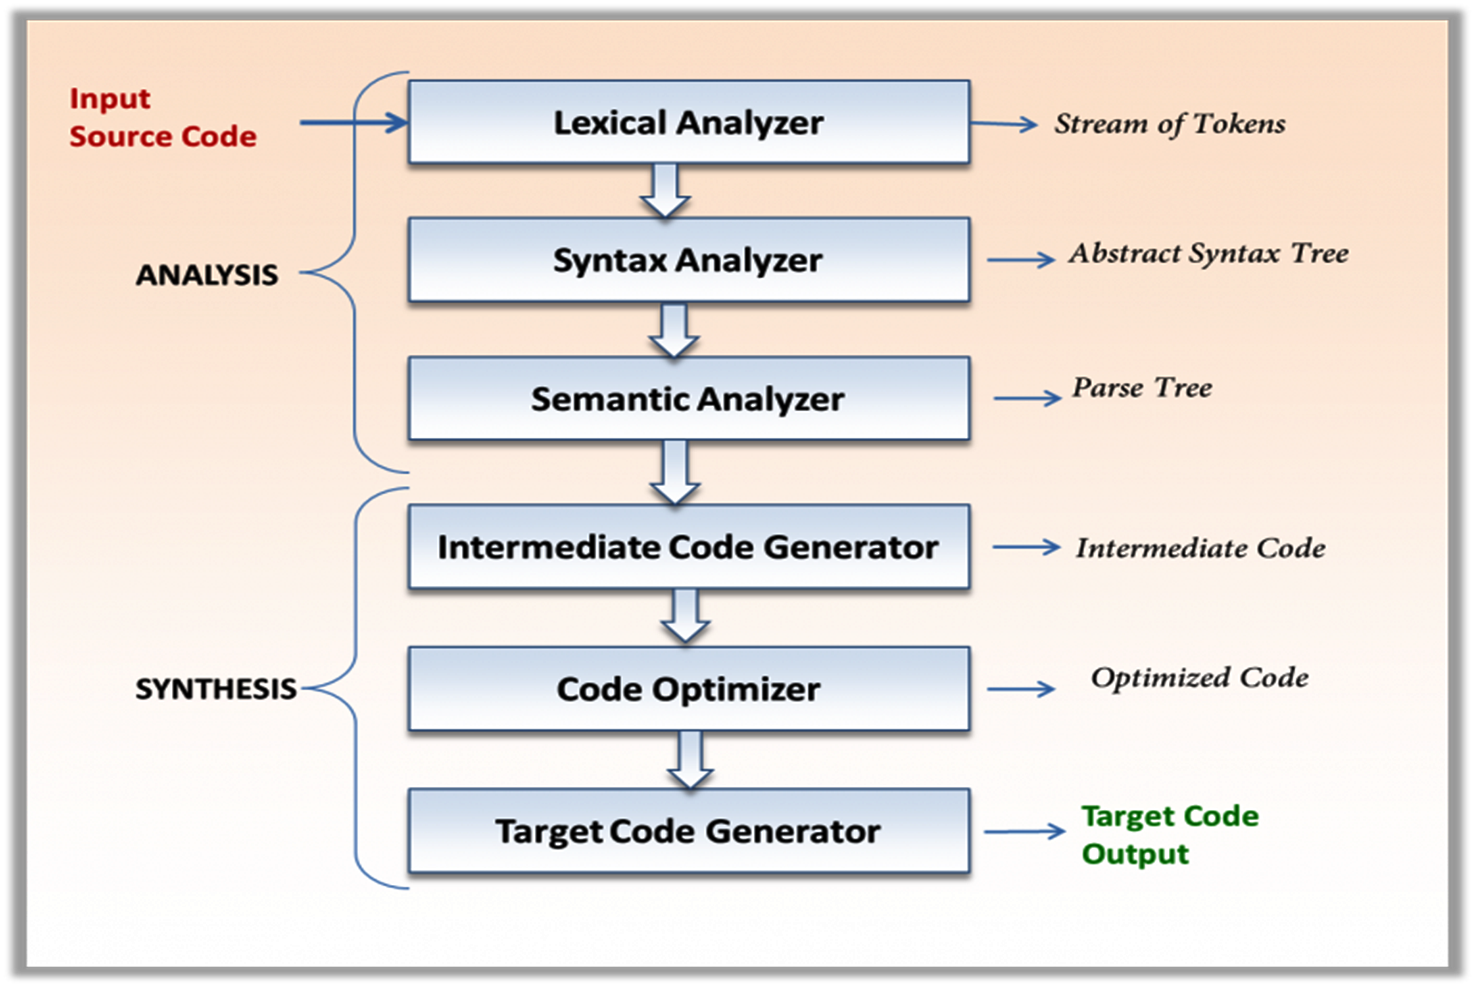 Input
Source Code
Lexical Analyzer
Stream of Tokens
Syntax Analyzer
Abstract Syntax Tree
ANALYSIS
Semantic Analyzer
Parse Tree
Intermediate Code Generator
Intermediate Code
SYNTHESIS
Code Optimizer
Optimized Code
Target Code Generator
Target Code
Output